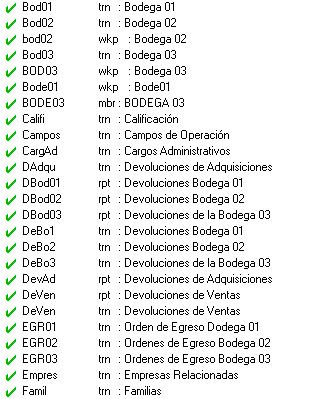 Bod01 trn : Bodega 01
Bod02 trn : Bodega 02
bod02 wkp : Bodega 02
Bod03 trn : Bodega 03
BOD03 wkp : Bodega 03
Bode01 wkp : Bode01
BODE03 mbr : BODEGA 03
Califi trn : Calificación
Campos trn : Campos de Operación
CargAd trn : Cargos Administrativos
DAdqu trn : Devoluciones de Adquisiciones
DBod01 rpt : Devoluciones Bodega 01
DBod02 rpt : Devoluciones Bodega 02
DBod03 rpt : Devoluciones de la Bodega 03
DeBo1 trn : Devoluciones Bodega 01
DeBo2 trn : Devoluciones Bodega 02
DeBo3 trn : Devoluciones de la Bodega 03
DevAd rpt : Devoluciones de Adquisiciones
DeVen rpt : Devoluciones de Ventas
DeVen trn : Devoluciones de Ventas
EGR01 trn : Orden de Egreso Dodega 01
EGR02 trn : Ordenes de Egreso Bodega 02
EGR03 trn : Ordenes de Egreso Bodega 03
Empres trn : Empresas Relacionadas
Famil trn : Familias